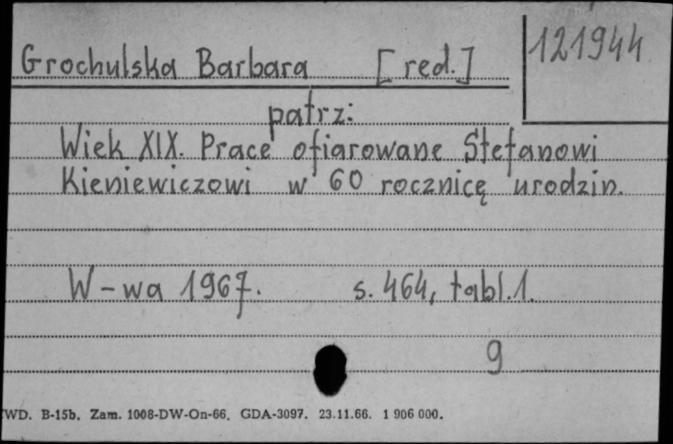 121944
Grochulska Barbara [red.]
patrz:
Wiek XIX. Prace ofiarowane Stefanowi
Kieniewiczowi w 60 rocznicę urodzin.
W-wa 1967. s. 464, tabl.1.
9
WD. B-15b. Zam. 1008-DW-On-66. GDA-3097. 23.11.66. 1 906 000.